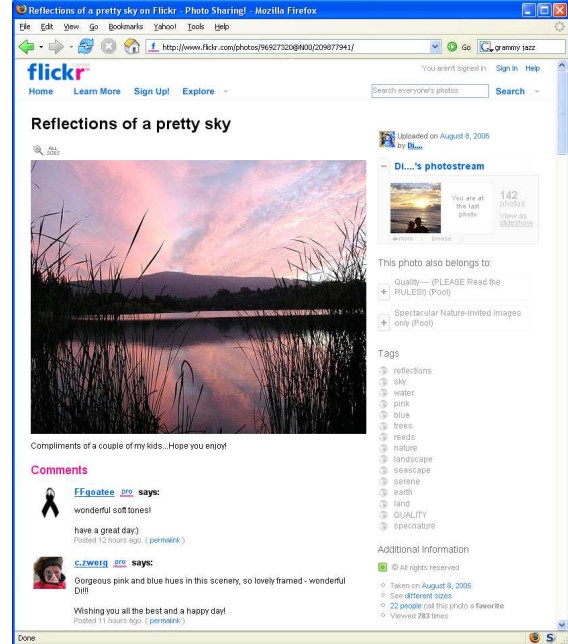 Reflections of a pretty sky on Flickr - Photo Sharing! - Mozilla Firefox
File Edit View Go Bookmarks Yahoo! Tools Help
http://www.flickr.com/photos/96927320@N00/209877941/ Go grammy jazz
flickr You aren't signed in Sign In Help
Home Learn More Sign Up! Explore Search everyone's photos Search
Reflections of a pretty sky
ALL SIZES
Uploaded on August 8, 2006
by Di....
Di....'s photostream
You are at the last photo
142 photos
View as slideshow
more browse
This photo also belongs to:
Quality— (PLEASE Read the RULES!) (Pool)
Spectacular Nature-invited images only (Pool)
Tags
reflections
sky
water
pink
blue
trees
reeds
nature
landscape
seascape
serene
earth
land
QUALITY
specnature
Compliments of a couple of my kids...Hope you enjoy!
Comments
FFgoatee pro says:
wonderful soft tones!
have a great day:)
Posted 12 hours ago. ( permalink )
c.zwerg pro says:
Gorgeous pink and blue hues in this scenery, so lovely framed - wonderful
Di!!!
Wishing you all the best and a happy day!
Posted 11 hours ago. ( permalink )
Additional Information
© All rights reserved
Taken on August 8, 2006
See different sizes
22 people call this photo a favorite
Viewed 283 times
Done